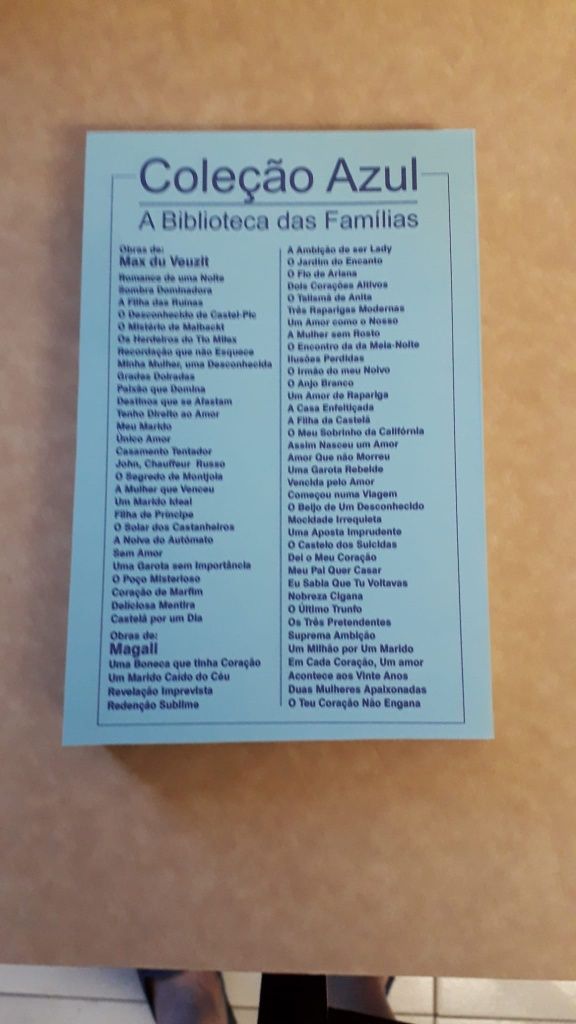 Coleção Azul
A Biblioteca das Famílias
Obras de:
Max du Veuzit
Romance de uma Noite
Sombra Dominadora
A Filha das Ruínas
O Desconhecido de Castel-Pic
O Mistério de Malbackt
Os Herdeiros do Tio Milex
Recordação que não Esquece
Minha Mulher, uma Desconhecida
Grades Doiradas
Paixão que Domina
Destinos que se Afastam
Tenho Direito ao Amor
Meu Marido
Único Amor
Casamento Tentador
John, Chauffeur Russo
O Segredo de Montjoia
A Mulher que Venceu
Um Marido Ideal
Filha de Príncipe
O Solar dos Castanheiros
A Noiva do Autómato
Sem Amor
Uma Garota sem Importância
O Poço Misterioso
Coração de Marfim
Deliciosa Mentira
Castelã por um Dia
Obras de:
Magali
Uma Boneca que tinha Coração
Um Marido Caído do Céu
Revelação Imprevista
Redenção Sublime
A Ambição de ser Lady
O Jardim do Encanto
O Fio de Ariana
Dois Corações Altivos
O Talismã de Anita
Três Raparigas Modernas
Um Amor como o Nosso
A Mulher sem Rosto
O Encontro da da Meia-Noite
Ilusões Perdidas
O Irmão do meu Noivo
O Anjo Branco
Um Amor de Rapariga
A Casa Enfeitiçada
A Filha da Castelã
O Meu Sobrinho da Califórnia
Assim Nasceu um Amor
Amor Que não Morreu
Uma Garota Rebelde
Vencida pelo Amor
Começou numa Viagem
O Beijo de Um Desconhecido
Mocidade Irrequieta
Uma Aposta Imprudente
O Castelo dos Suicidas
Dei o Meu Coração
Meu Pai Quer Casar
Eu Sabia Que Tu Voltavas
Nobreza Cigana
O Último Trunfo
Os Três Pretendentes
Suprema Ambição
Um Milhão por Um Marido
Em Cada Coração, Um amor
Acontece aos Vinte Anos
Duas Mulheres Apaixonadas
O Teu Coração Não Engana